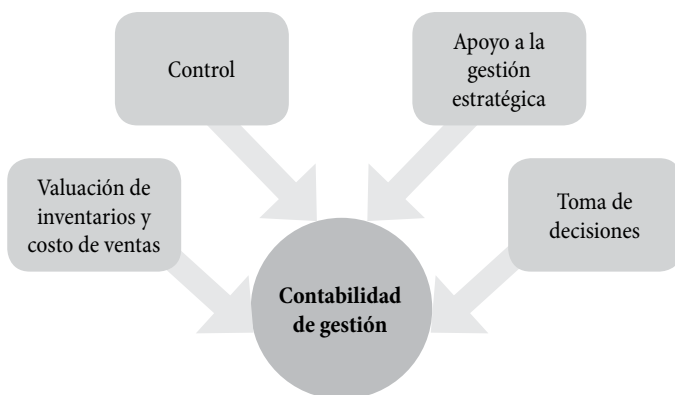 Control
Apoyo a la
gestión
estratégica
Valuación de
inventarios y
costo de ventas
Toma de
decisiones
Contabilidad
de gestión